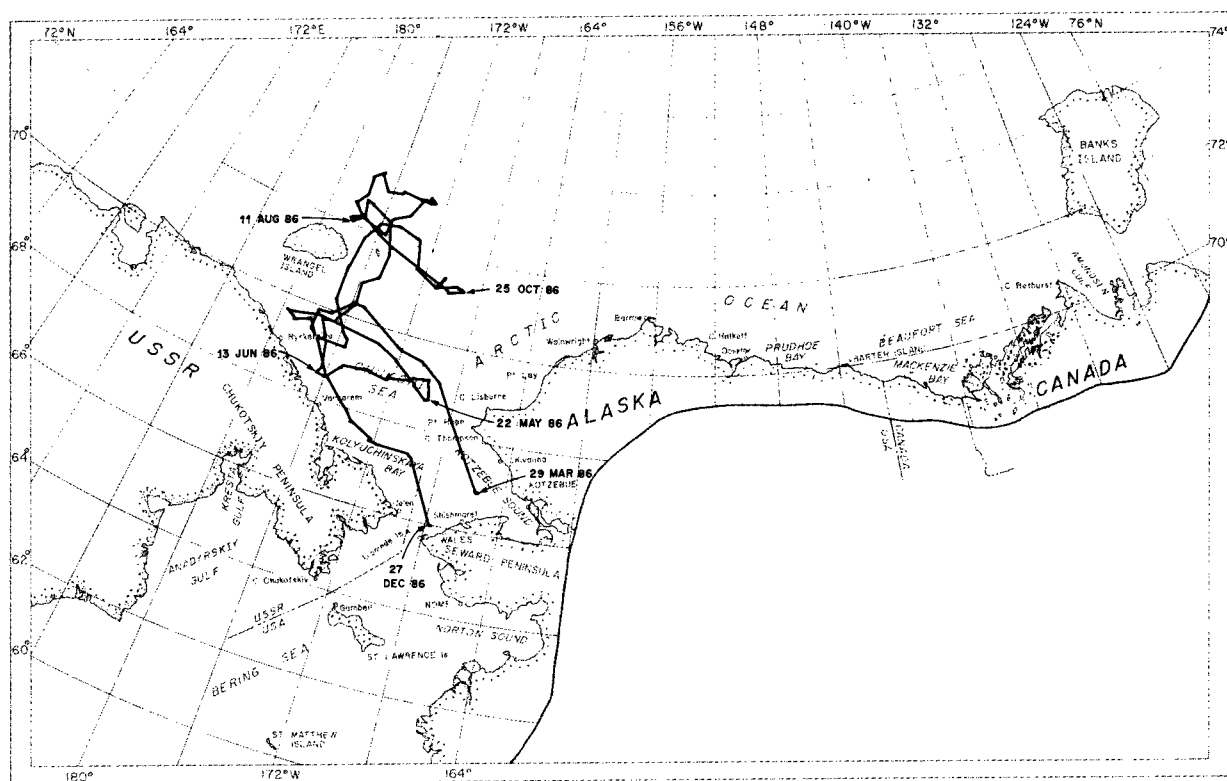 72°N 164° 172°E 180° 172°W 164° 156°W 148° 140°W 132° 124°W 76°N
74°
70°
72°
BANKS
ISLAND
11 AUG 86
68°
WRANGEL
ISLAND
70°
25 OCT 86
OCEAN
ARCTIC
C. Bathurst
AMUNDSEN
GULF
66°
USSR
13 JUN 86
Barrow
Wainwright
C. Halkett
PRUDHOE
BAY
BEAUFORT SEA
BARTER ISLAND
MACKENZIE
BAY
CANADA
SEA
Pt Lay
C. Lisburne
ALASKA
22 MAY 86
C. Thompson
Kivalina
64°
CHUKOTSKIY
PENINSULA
KOLYUCHINSKAYA
BAY
29 MAR 86
KOTZEBUE
KOTZEBUE SOUND
CANADA
USA
KRESTA
GULF
Shishmaref
62°
ANADYRSKIY
GULF
WALES
SEWARD PENINSULA
27
DEC 86
C. Chukotskiy
USSR
USA
Gambell
NOME
NORTON SOUND
60°
BERING SEA
ST LAWRENCE Is
ST MATTHEW
ISLAND
180° 172°W 164°